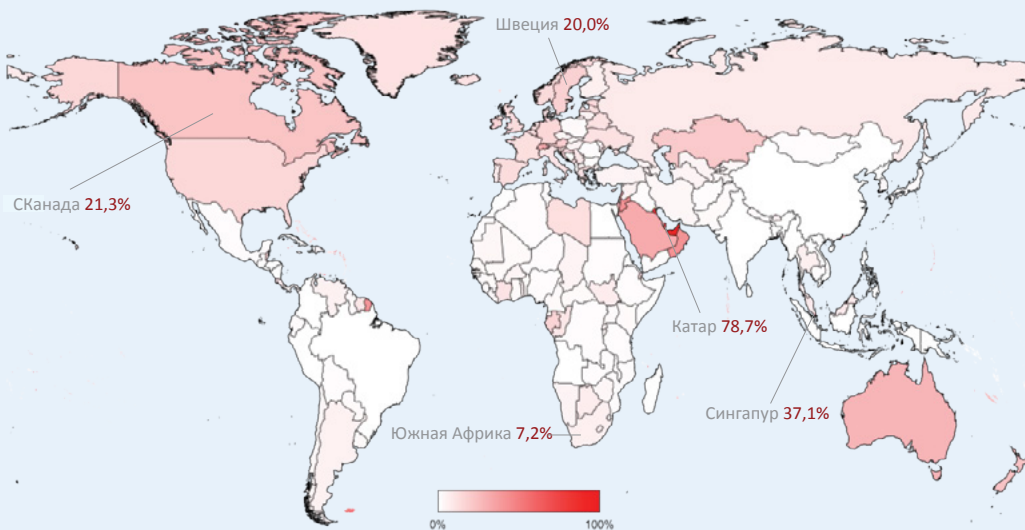 Швеция 20,0%
СКанада 21,3%
Катар 78,7%
Сингапур 37,1%
Южная Африка 7,2%
0%
100%